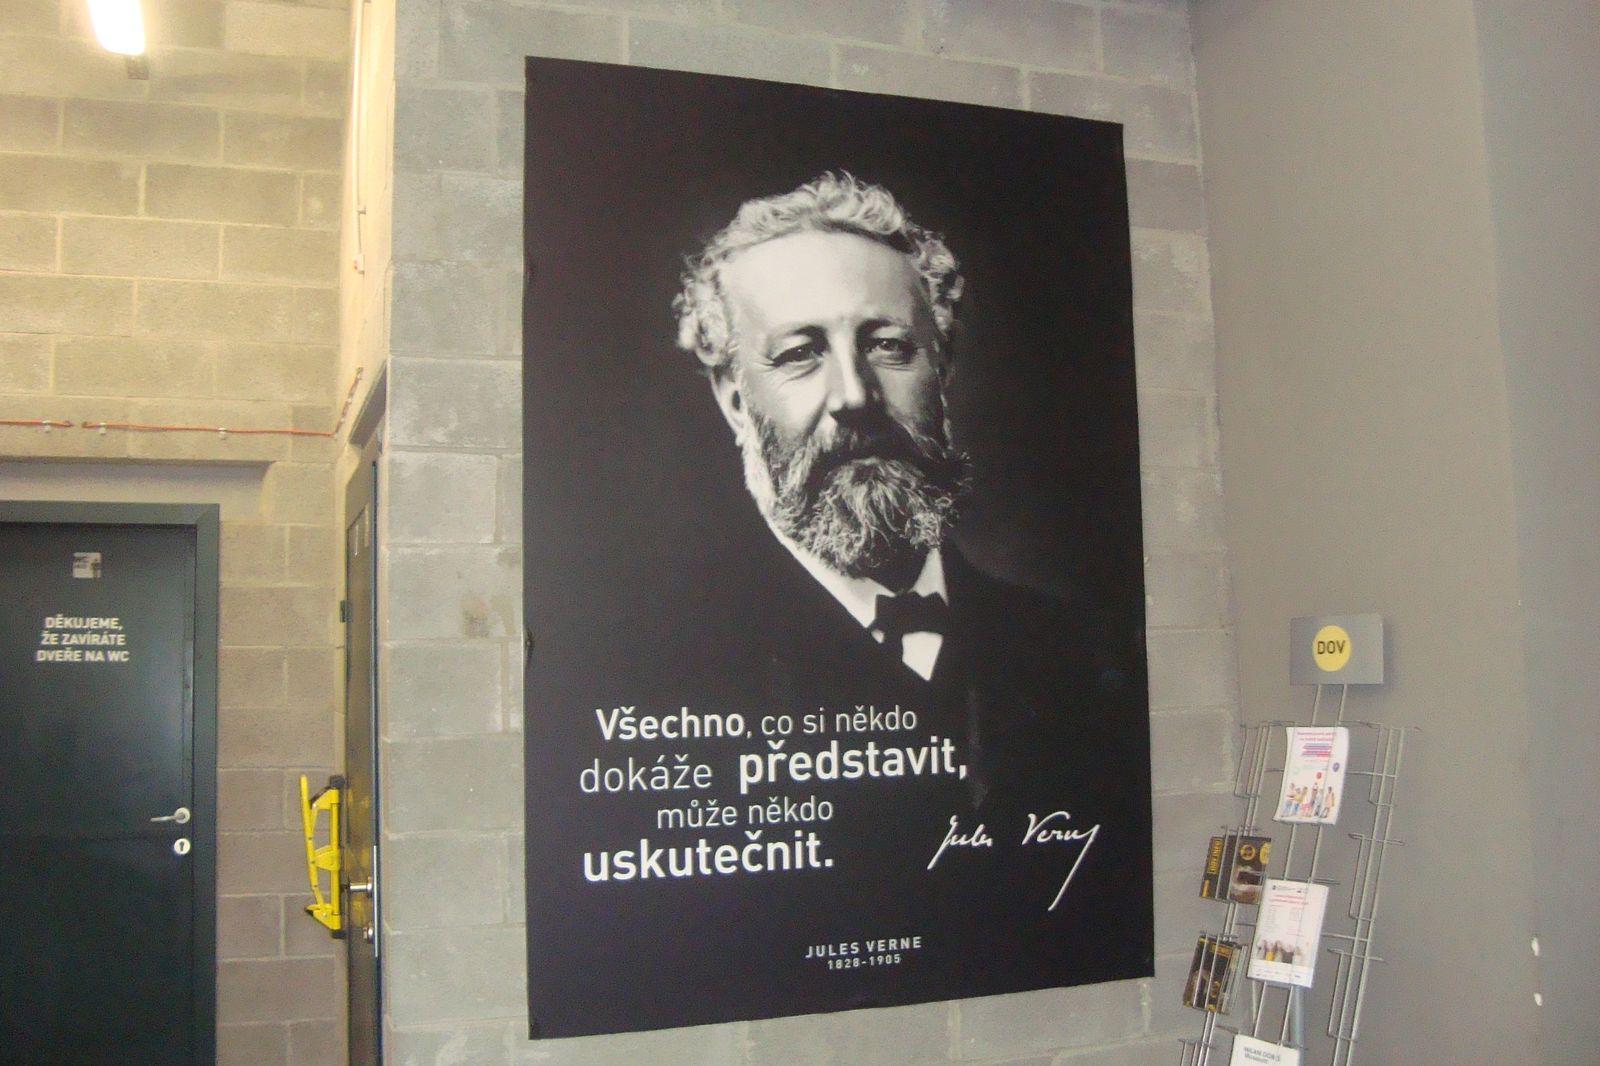 DĚKUJEME,
ŽE ZAVÍRÁTE
DVEŘE NA WC
Všechno, co si někdo
dokáže představit,
může někdo
uskutečnit.
Jules Verne
JULES VERNE
1828-1905
DOV